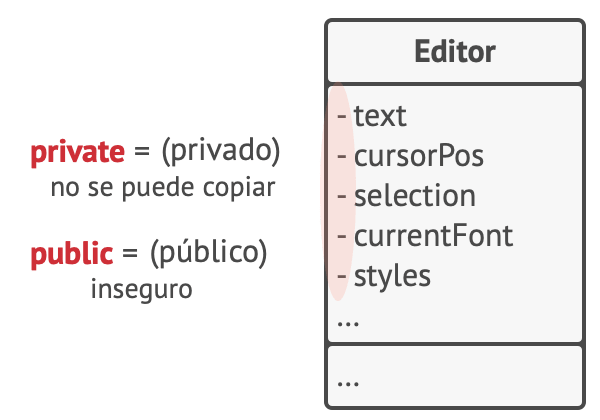 private = (privado)
no se puede copiar
public = (público)
inseguro
Editor
- text
- cursorPos
- selection
- currentFont
- styles
...
...